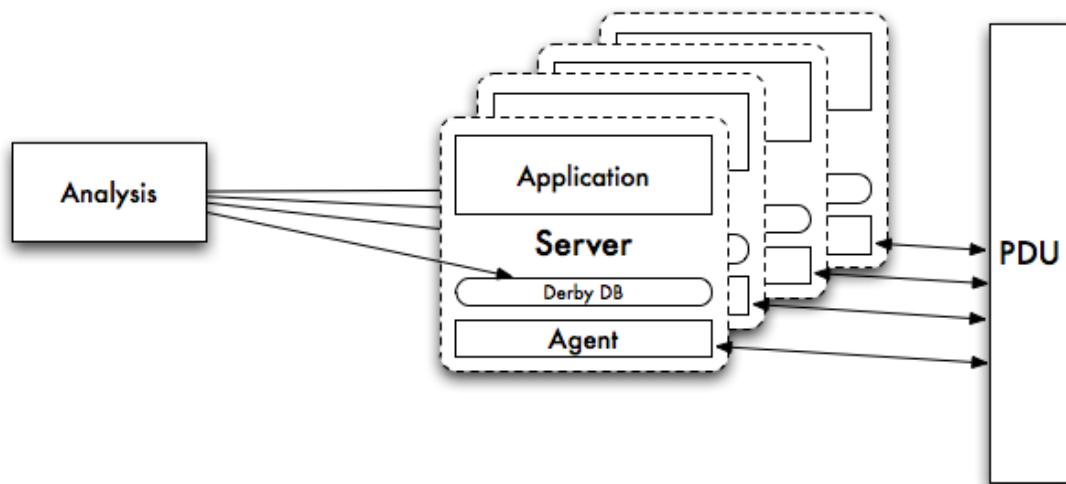 Analysis
Application
Server
Derby DB
Agent
PDU